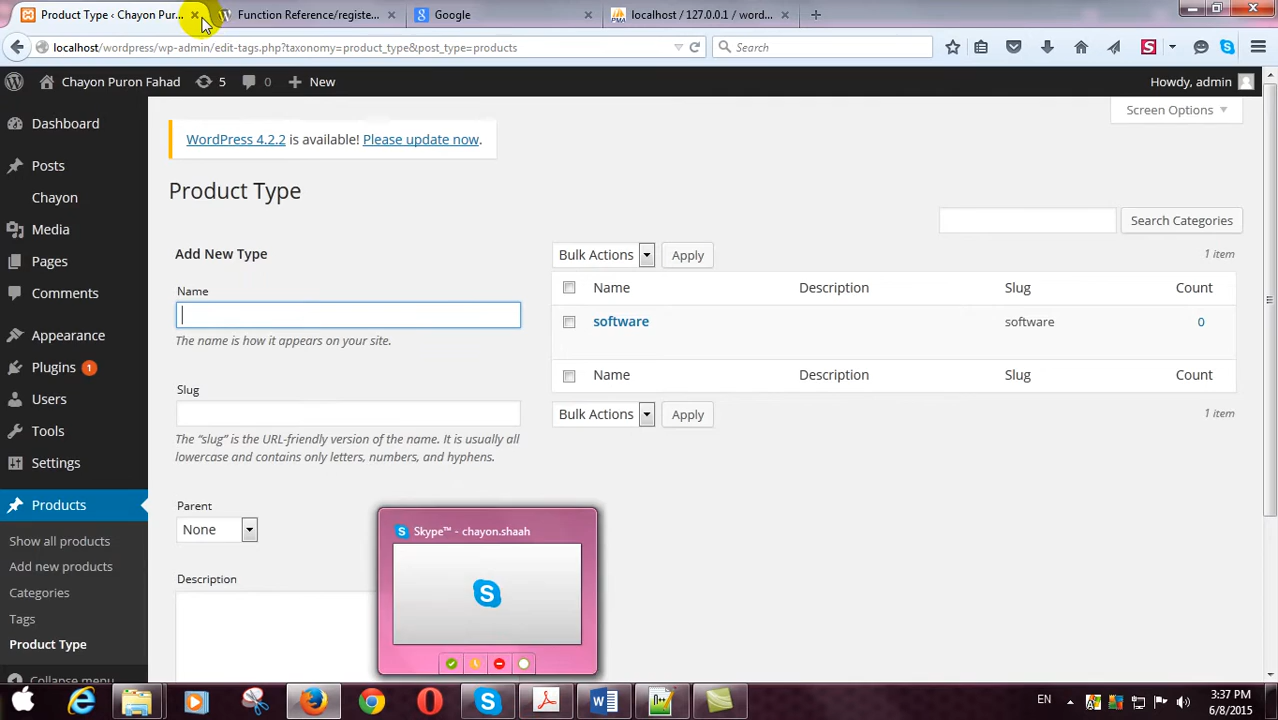 Product Type ‹ Chayon Pur...
Function Reference/registe...
Google
localhost / 127.0.0.1 / word...
localhost/wordpress/wp-admin/edit-tags.php?taxonomy=product_type&post_type=products
Search
Chayon Puron Fahad
5
0
New
Howdy, admin
Screen Options
WordPress 4.2.2 is available! Please update now.
Product Type
Search Categories
Add New Type
Bulk Actions
Apply
1 item
Name
The name is how it appears on your site.
Slug
The “slug” is the URL-friendly version of the name. It is usually all
lowercase and contains only letters, numbers, and hyphens.
Parent
None
Description
Name Description Slug Count
software software 0
Name Description Slug Count
Bulk Actions
Apply
1 item
Dashboard
Posts
Chayon
Media
Pages
Comments
Appearance
Plugins 1
Users
Tools
Settings
Products
Show all products
Add new products
Categories
Tags
Product Type
Collapse menu
Skype™ - chayon.shaah
EN
3:37 PM
6/8/2015